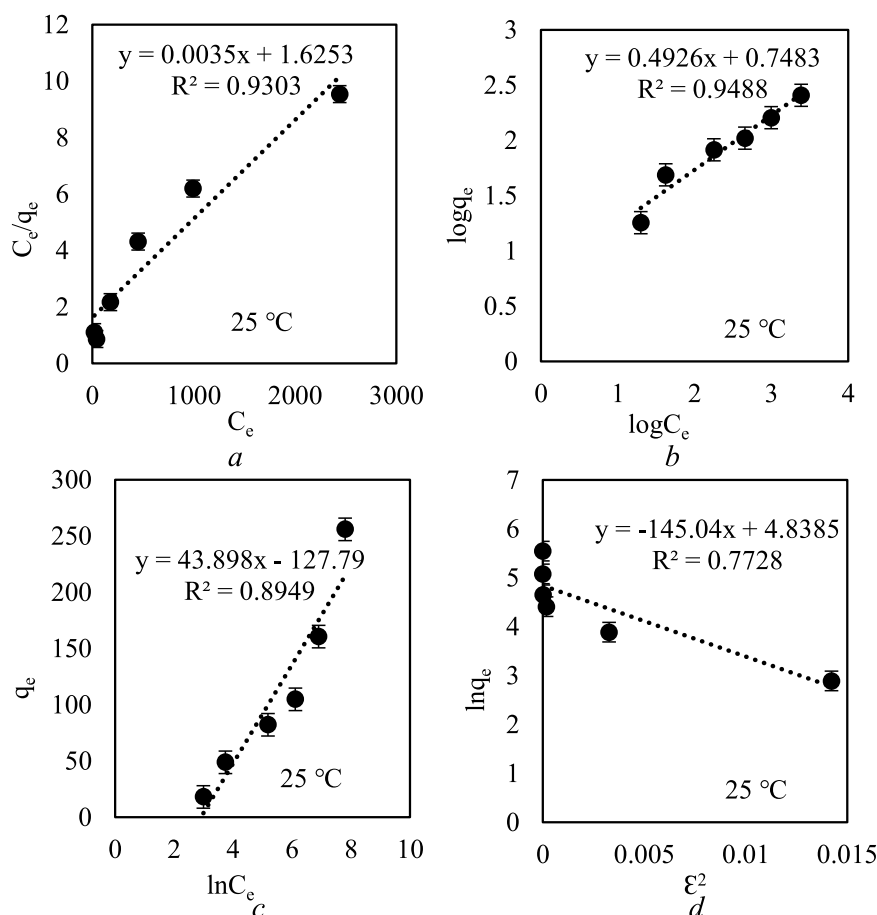 12
10
8
6
4
2
0
y = 0.0035x + 1.6253
R² = 0.9303
25 °C
0
1000
2000
3000
Cₑ/qₑ
Cₑ
a
3
2.5
2
1.5
1
0.5
0
y = 0.4926x + 0.7483
R² = 0.9488
25 °C
0
1
2
3
4
logqₑ
logCₑ
b
300
250
200
150
100
50
0
y = 43.898x - 127.79
R² = 0.8949
25 °C
0
2
4
6
8
10
qₑ
lnCₑ
c
7
6
5
4
3
2
1
0
y = -145.04x + 4.8385
R² = 0.7728
25 °C
0
0.005
0.01
0.015
lnqₑ
Ɛ²
d